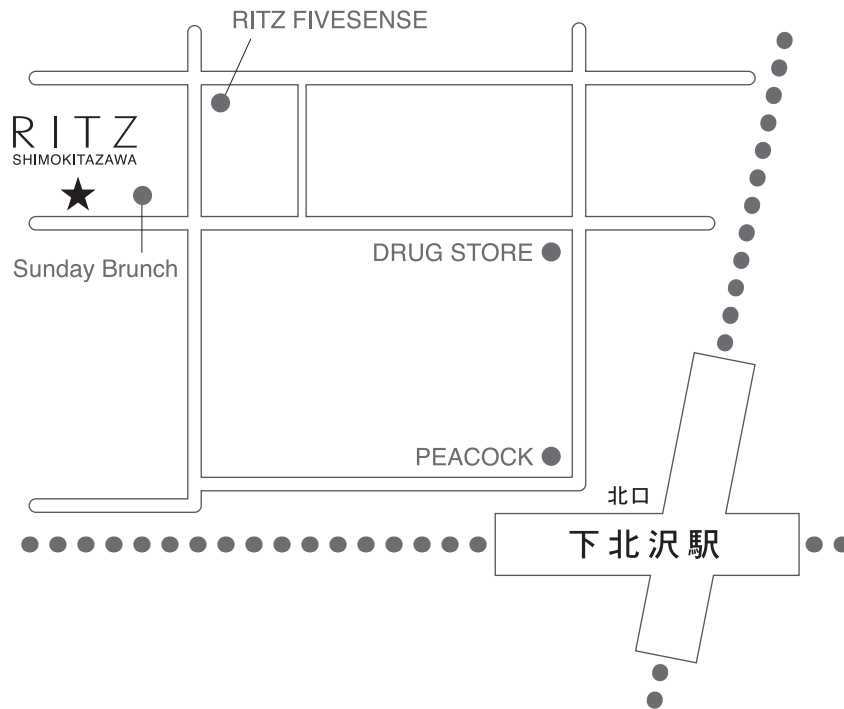 RITZ FIVESENSE
RITZ
SHIMOKITAZAWA
Sunday Brunch
DRUG STORE
PEACOCK
北口
下北沢駅